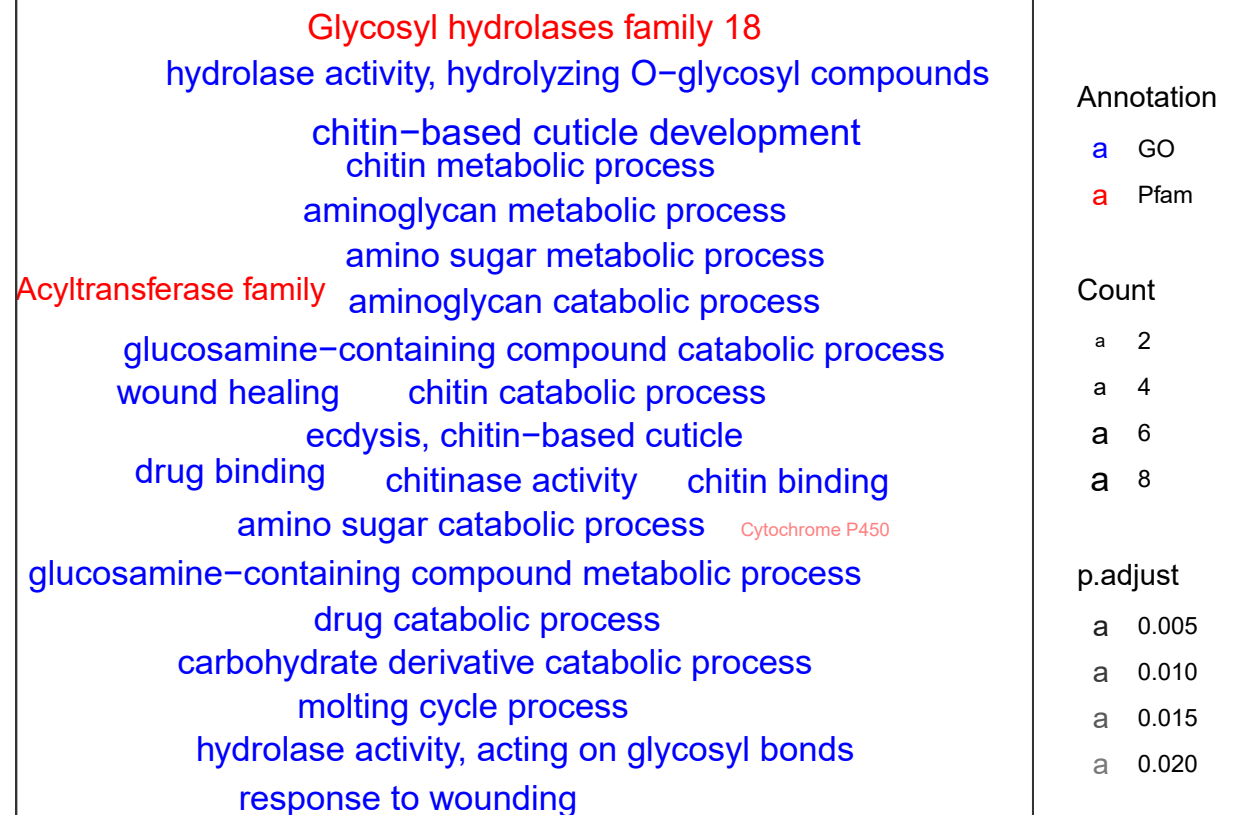 Glycosyl hydrolases family 18
hydrolase activity, hydrolyzing O−glycosyl compounds
chitin−based cuticle development
chitin metabolic process
aminoglycan metabolic process
amino sugar metabolic process
Acyltransferase family
aminoglycan catabolic process
glucosamine−containing compound catabolic process
wound healing
chitin catabolic process
ecdysis, chitin−based cuticle
drug binding
chitinase activity
chitin binding
amino sugar catabolic process
Cytochrome P450
glucosamine−containing compound metabolic process
drug catabolic process
carbohydrate derivative catabolic process
molting cycle process
hydrolase activity, acting on glycosyl bonds
response to wounding
Annotation
a GO
a Pfam
Count
a 2
a 4
a 6
a 8
p.adjust
a 0.005
a 0.010
a 0.015
a 0.020